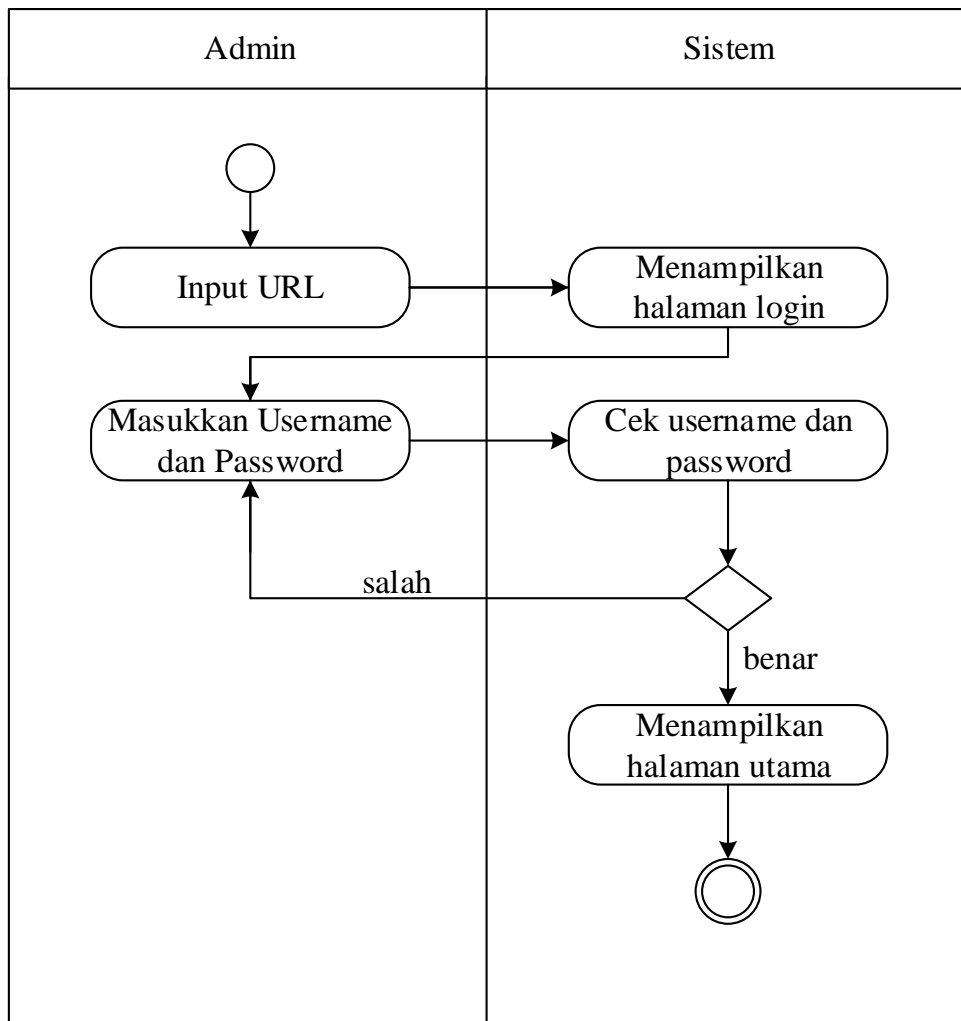 Admin
Sistem
Input URL
Menampilkan
halaman login
Masukkan Username
dan Password
Cek username dan
password
salah
benar
Menampilkan
halaman utama